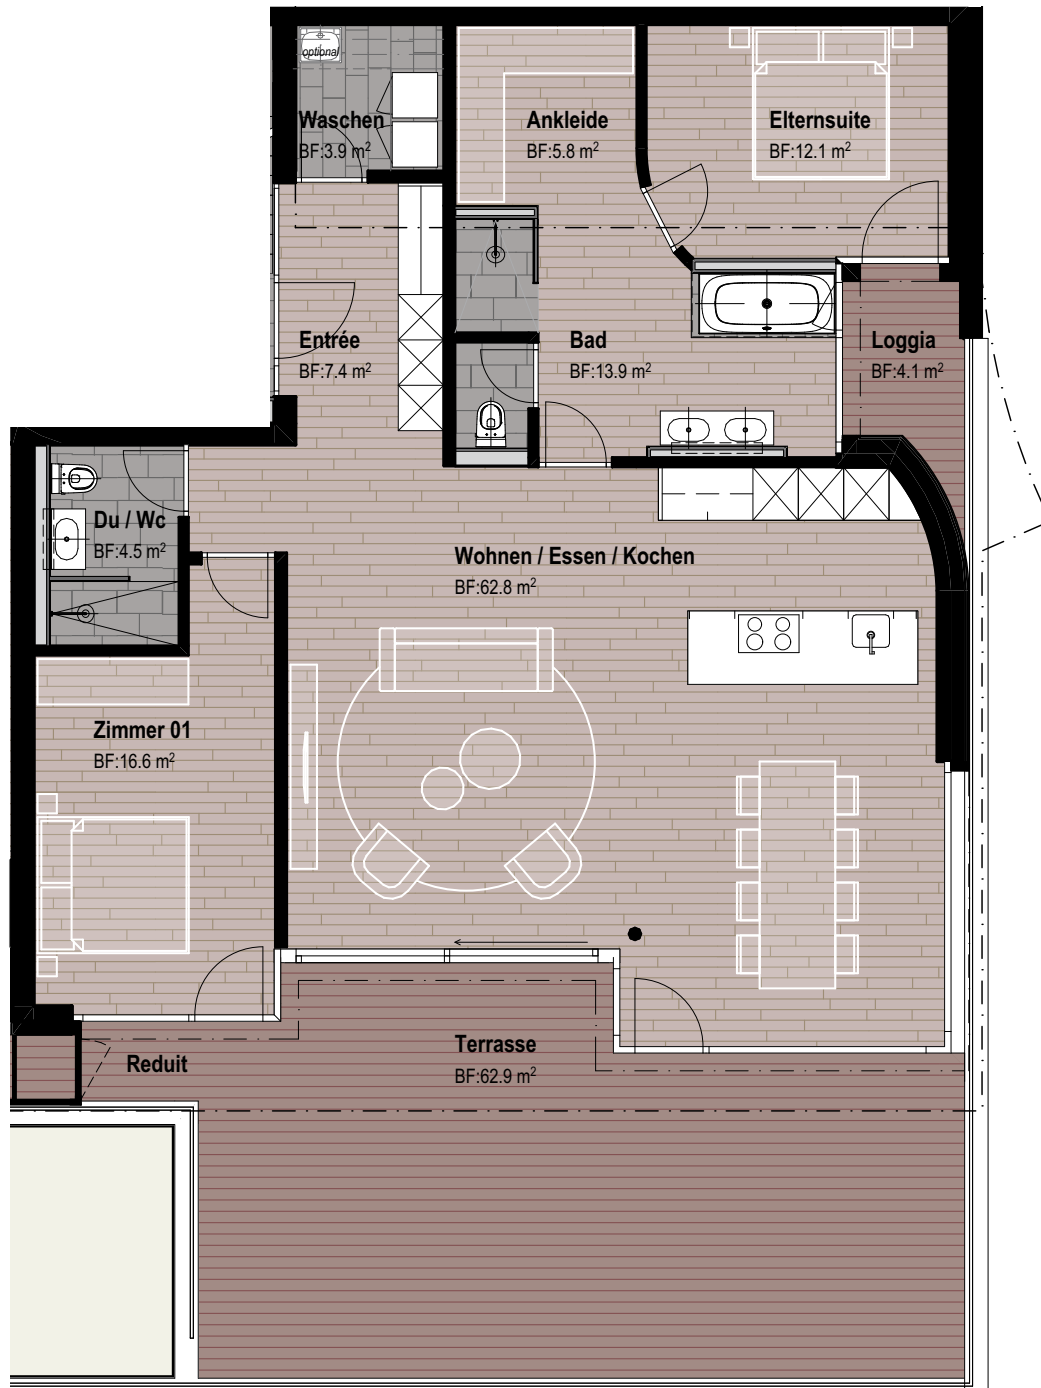 optional
Waschen
BF:3.9 m²
Ankleide
BF:5.8 m²
Elternsuite
BF:12.1 m²
Entrée
BF:7.4 m²
Bad
BF:13.9 m²
Loggia
BF:4.1 m²
Du / Wc
BF:4.5 m²
Wohnen / Essen / Kochen
BF:62.8 m²
Zimmer 01
BF:16.6 m²
Reduit
Terrasse
BF:62.9 m²